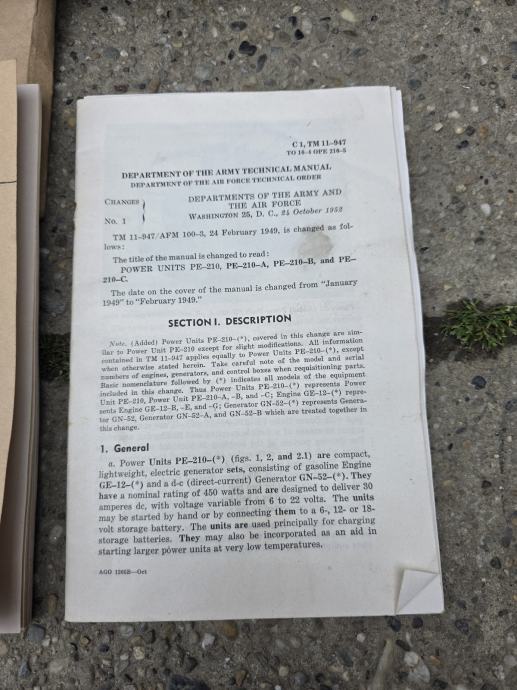 C 1, TM 11-947
TO 16-4 OPE 210-5
DEPARTMENT OF THE ARMY TECHNICAL MANUAL
DEPARTMENT OF THE AIR FORCE TECHNICAL ORDER
CHANGES
No. 1
DEPARTMENTS OF THE ARMY AND
THE AIR FORCE
WASHINGTON 25, D. C., 24 October 1952
TM 11-947/AFM 100-3, 24 February 1949, is changed as fol-
lows:
The title of the manual is changed to read:
POWER UNITS PE-210, PE-210-A, PE-210-B, and PE-
210-C.
The date on the cover of the manual is changed from “January
1949” to “February 1949.”
SECTION I. DESCRIPTION
Note. (Added) Power Units PE-210-(*), covered in this change are sim-
ilar to Power Unit PE-210 except for slight modifications. All information
contained in TM 11-947 applies equally to Power Units PE-210-(*), except
when otherwise stated herein. Take careful note of the model and serial
numbers of engines, generators, and control boxes when requisitioning parts.
Basic nomenclature followed by (*) indicates all models of the equipment
included in this change. Thus Power Units PE-210-(*) represents Power
Unit PE-210, Power Unit PE-210-A, -B, and -C; Engine GE-12-(*) repre-
sents Engine GE-12-B, -E, and -G; Generator GN-52-(*) represents Genera-
tor GN-52, Generator GN-52-A, and GN-52-B which are treated together in
this change.
1. General
a. Power Units PE-210-(*) (figs. 1, 2, and 2.1) are compact,
lightweight, electric generator sets, consisting of gasoline Engine
GE-12-(*) and a d-c (direct-current) Generator GN-52-(*). They
have a nominal rating of 450 watts and are designed to deliver 30
amperes dc, with voltage variable from 6 to 22 volts. The units
may be started by hand or by connecting them to a 6-, 12- or 18-
volt storage battery. The units are used principally for charging
storage batteries. They may also be incorporated as an aid in
starting larger power units at very low temperatures.
AGO 1266B—Oct